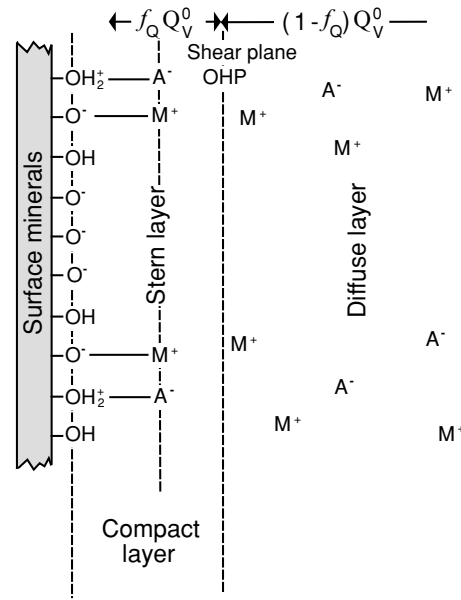 f_Q Q_V^0
(1-f_Q)Q_V^0
Shear plane
OHP
OH₂⁺ A⁻ A⁻ M⁺
O⁻ M⁺ M⁺
OH M⁺
O⁻
O⁻
O⁻
OH
O⁻ M⁺ M⁺ A⁻
OH₂⁺ A⁻ A⁻
OH M⁺ M⁺
Surface minerals
Stern layer
Diffuse layer
Compact
layer